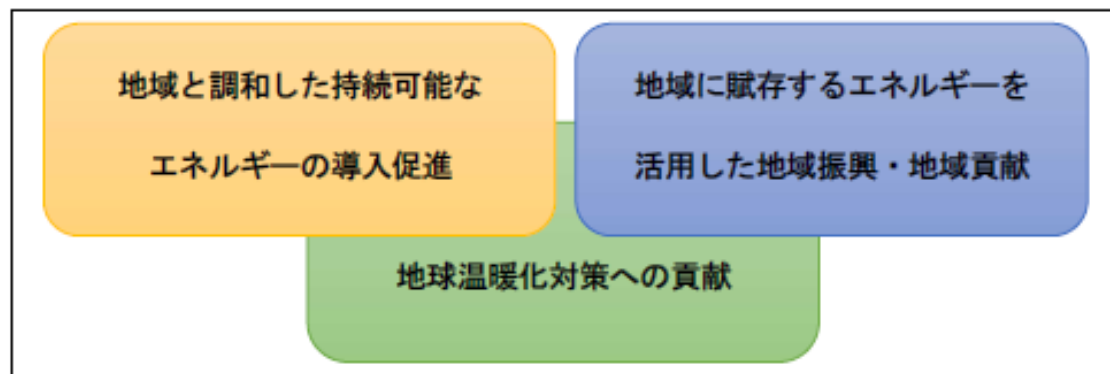 地域と調和した持続可能な
エネルギーの導入促進
地域に賦存するエネルギーを
活用した地域振興・地域貢献
地球温暖化対策への貢献